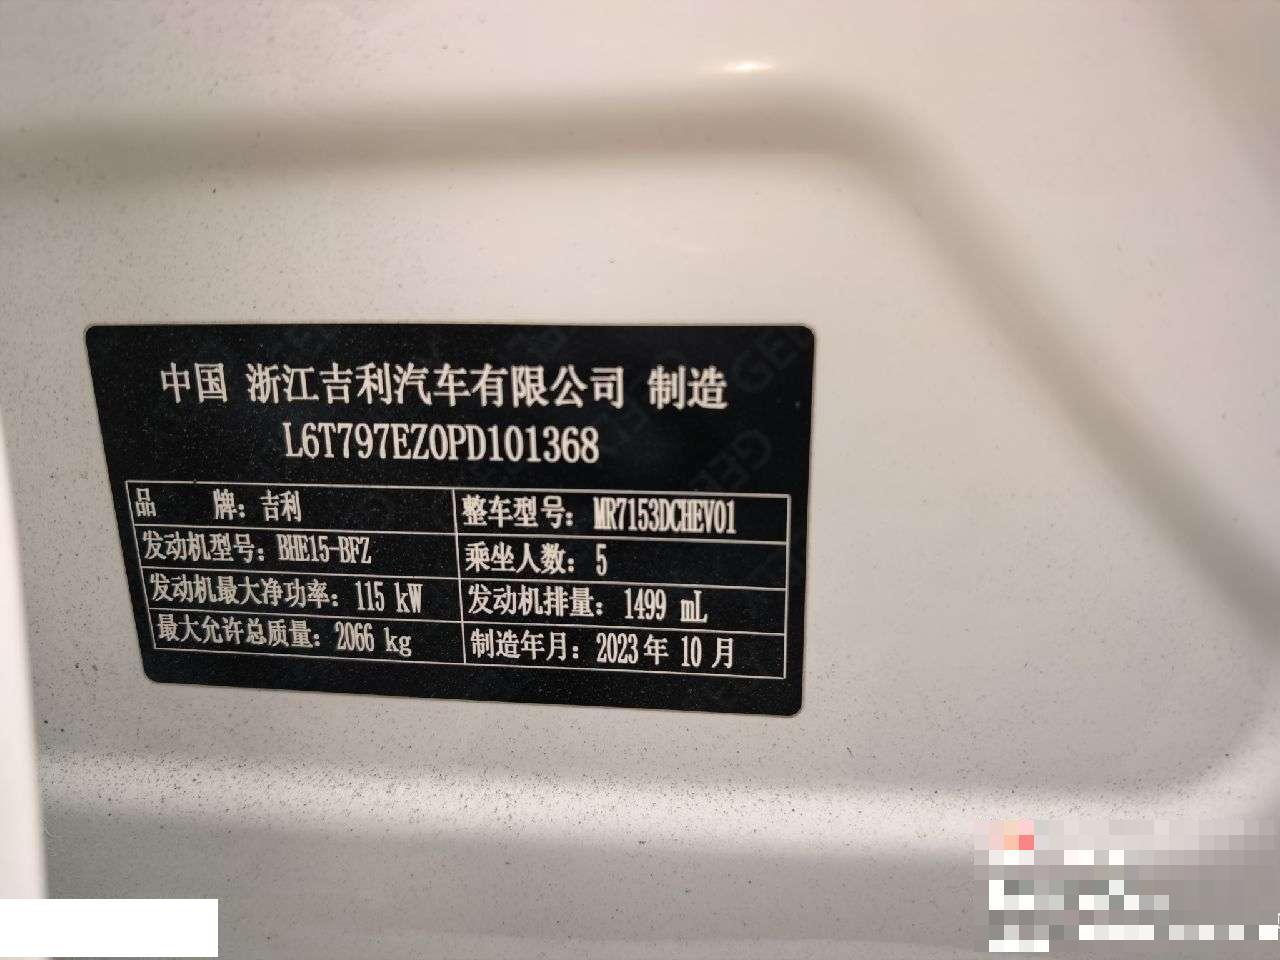 中国 浙江吉利汽车有限公司 制造
L6T797EZ0PD101368
品 牌：吉利 整车型号：MR7153DCHEV01
发动机型号：BHE15-BFZ 乘坐人数：5
发动机最大净功率：115 kW 发动机排量：1499 mL
最大允许总质量：2066 kg 制造年月：2023年 10 月